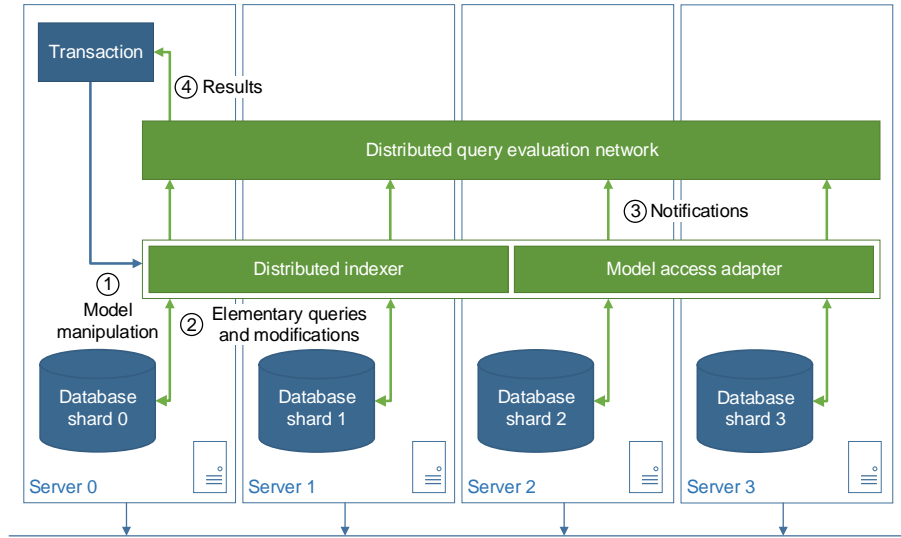 Transaction
④ Results
Distributed query evaluation network
③ Notifications
Distributed indexer
Model access adapter
①
Model
manipulation
② Elementary queries
and modifications
Database
shard 0
Database
shard 1
Database
shard 2
Database
shard 3
Server 0
Server 1
Server 2
Server 3